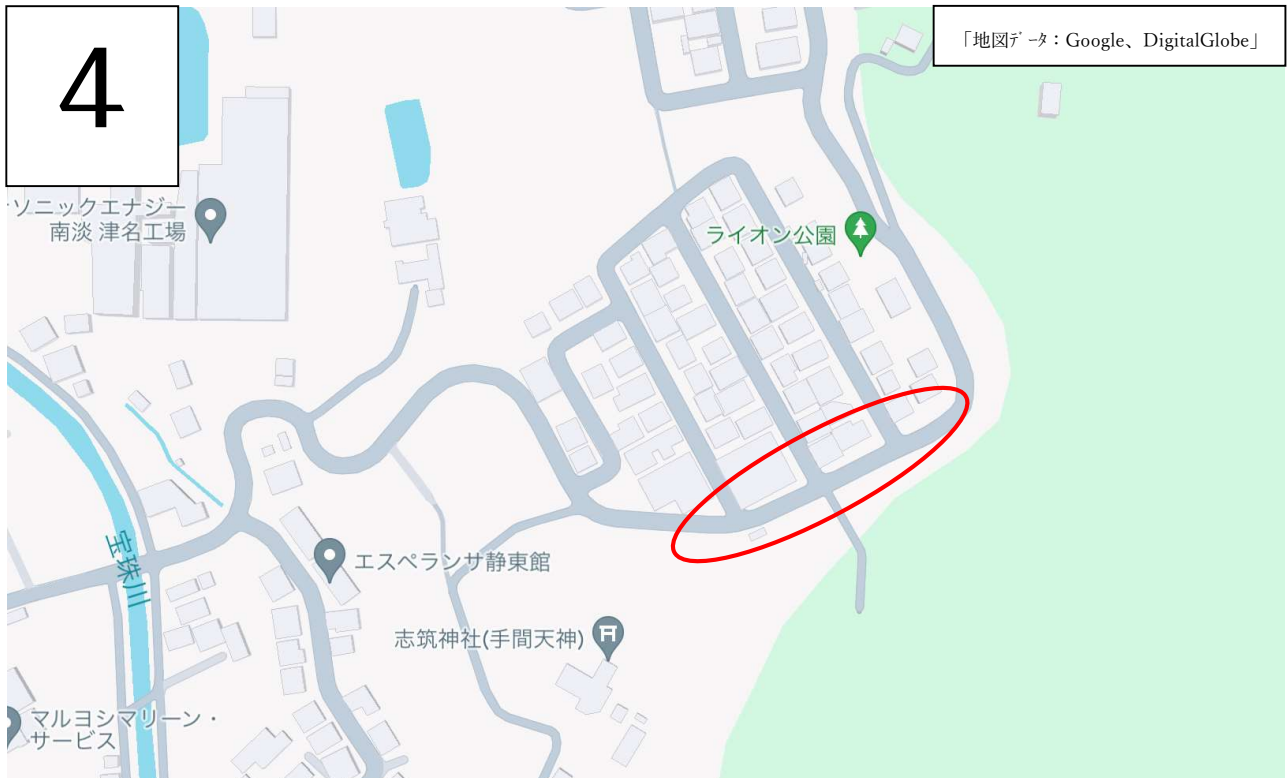 4
「地図データ：Google、DigitalGlobe」
ソニックエナジー
南淡 津名工場
ライオン公園
宝珠川
エスペランサ静東館
志筑神社(手間天神)
マルヨシマリーン・
サービス